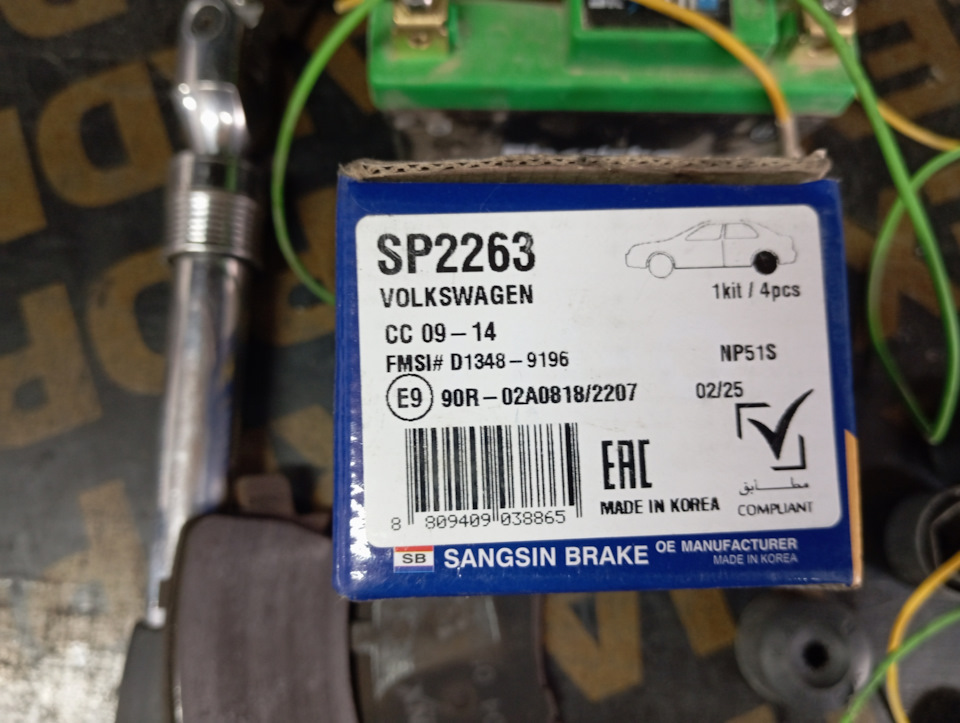 SP2263
VOLKSWAGEN
1kit / 4pcs
CC 09-14
FMSI# D1348-9196
NP51S
E9 90R-02A0818/2207
02/25
EAC
مطابق
COMPLIANT
MADE IN KOREA
8 809409 038865
SB SANGSIN BRAKE OE MANUFACTURER
MADE IN KOREA